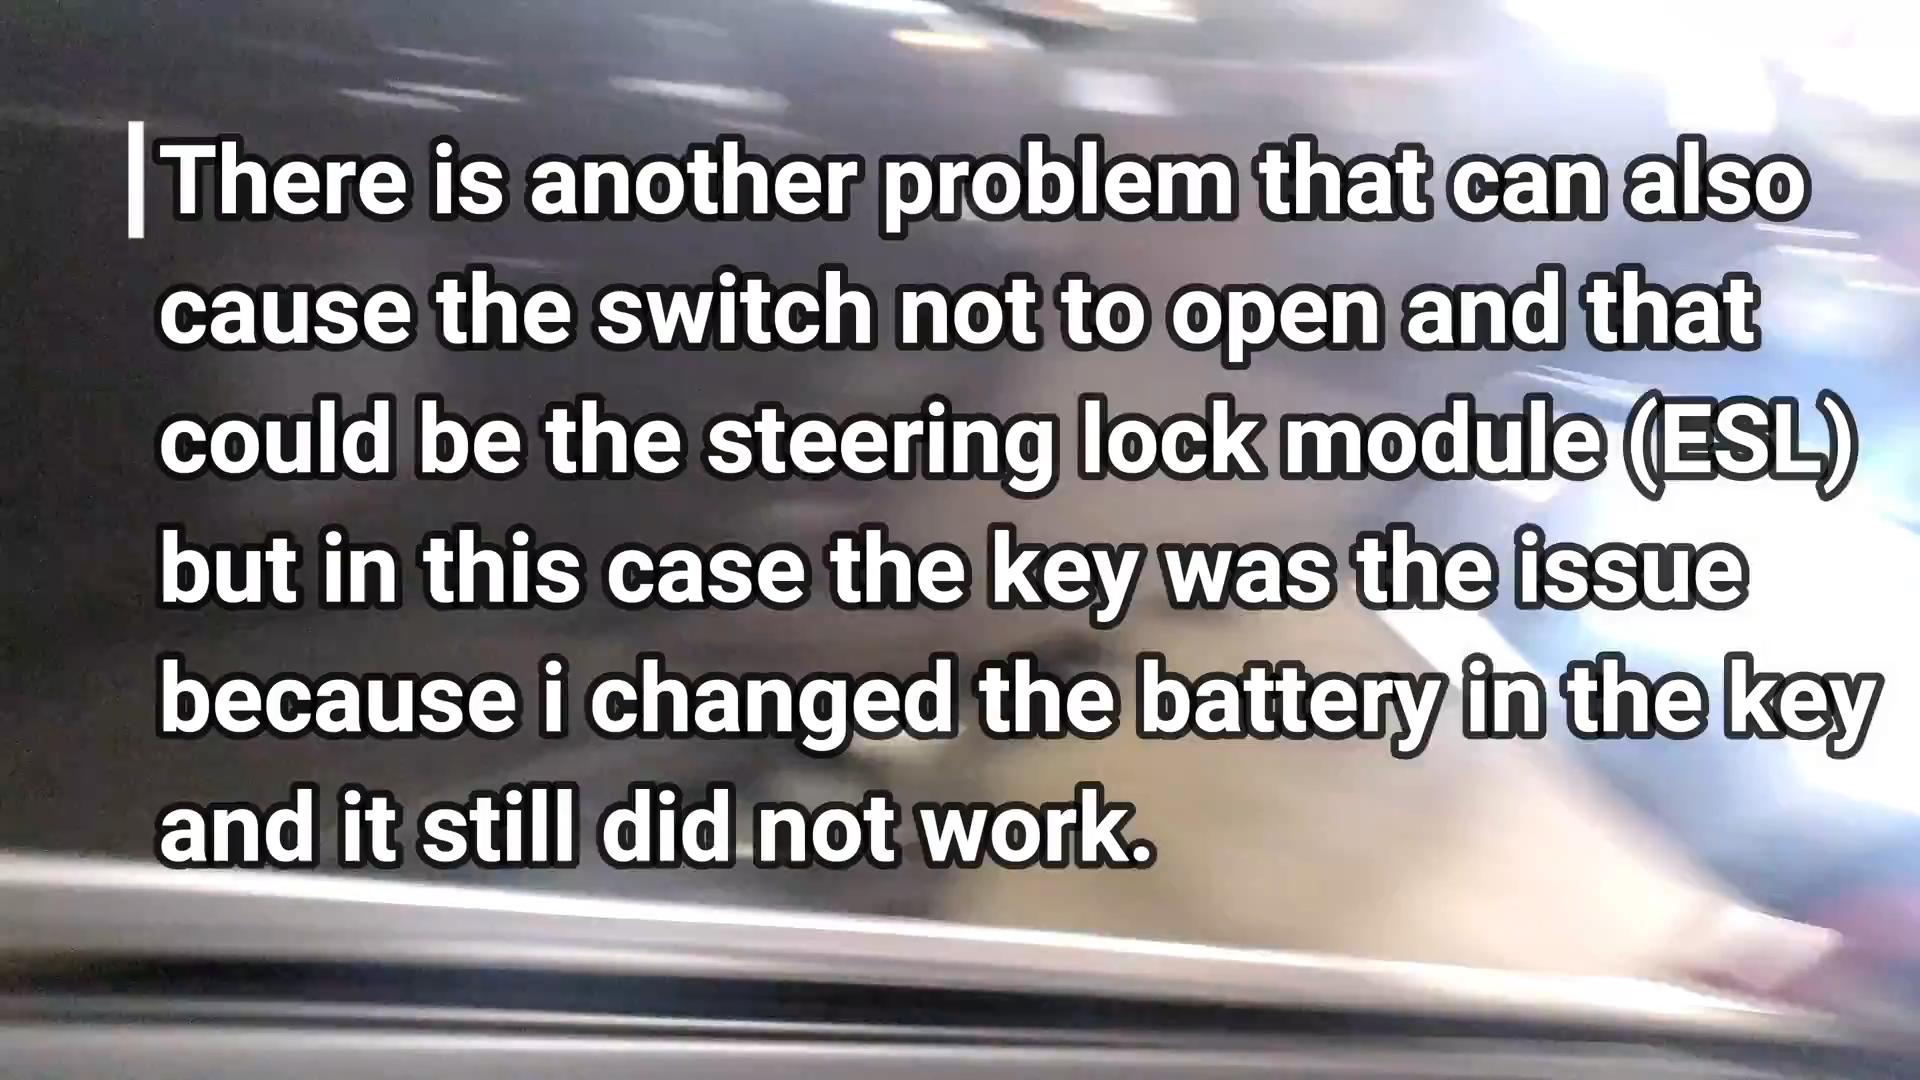 There is another problem that can also
cause the switch not to open and that
could be the steering lock module (ESL)
but in this case the key was the issue
because i changed the battery in the key
and it still did not work.